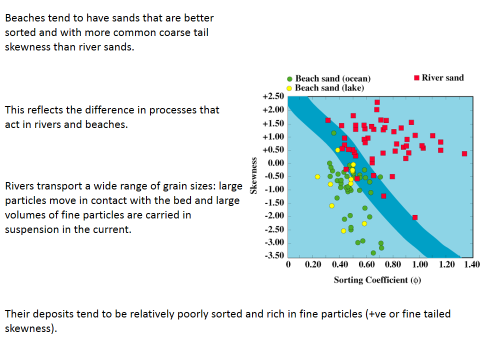 Beaches tend to have sands that are better
sorted and with more common coarse tail
skewness than river sands.
This reflects the difference in processes that
act in rivers and beaches.
Rivers transport a wide range of grain sizes: large
particles move in contact with the bed and large
volumes of fine particles are carried in
suspension in the current.
Beach sand (ocean)
River sand
Beach sand (lake)
+2.50
+2.00
+1.50
+1.00
+0.50
0.00
-0.50
-1.00
-1.50
-2.00
-2.50
-3.00
-3.50
Skewness
0 0.20 0.40 0.60 0.80 1.00 1.20 1.40
Sorting Coefficient (ϕ)
Their deposits tend to be relatively poorly sorted and rich in fine particles (+ve or fine tailed
skewness).